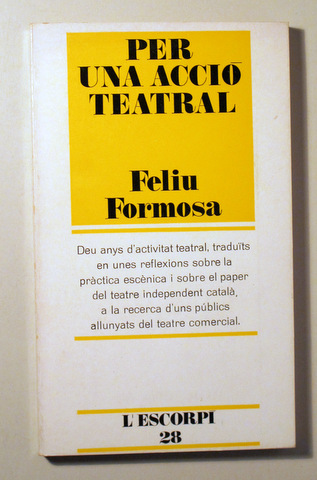 PER
UNA ACCIÓ
TEATRAL
Feliu
Formosa
Deu anys d'activitat teatral, traduïts
en unes reflexions sobre la
pràctica escènica i sobre el paper
del teatre independent català,
a la recerca d'uns públics
allunyats del teatre comercial.
L'ESCORPÍ
28